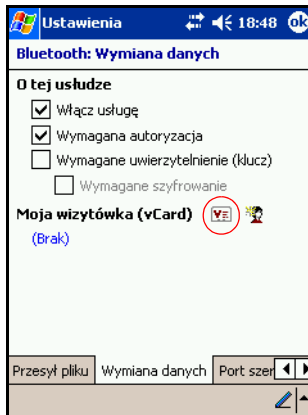 Ustawienia 18:48 ok
Bluetooth: Wymiana danych
O tej usłudze
Włącz usługę
Wymagana autoryzacja
Wymagane uwierzytelnienie (klucz)
Wymagane szyfrowanie
Moja wizytówka (vCard)
(Brak)
Przesył pliku Wymiana danych Port szer